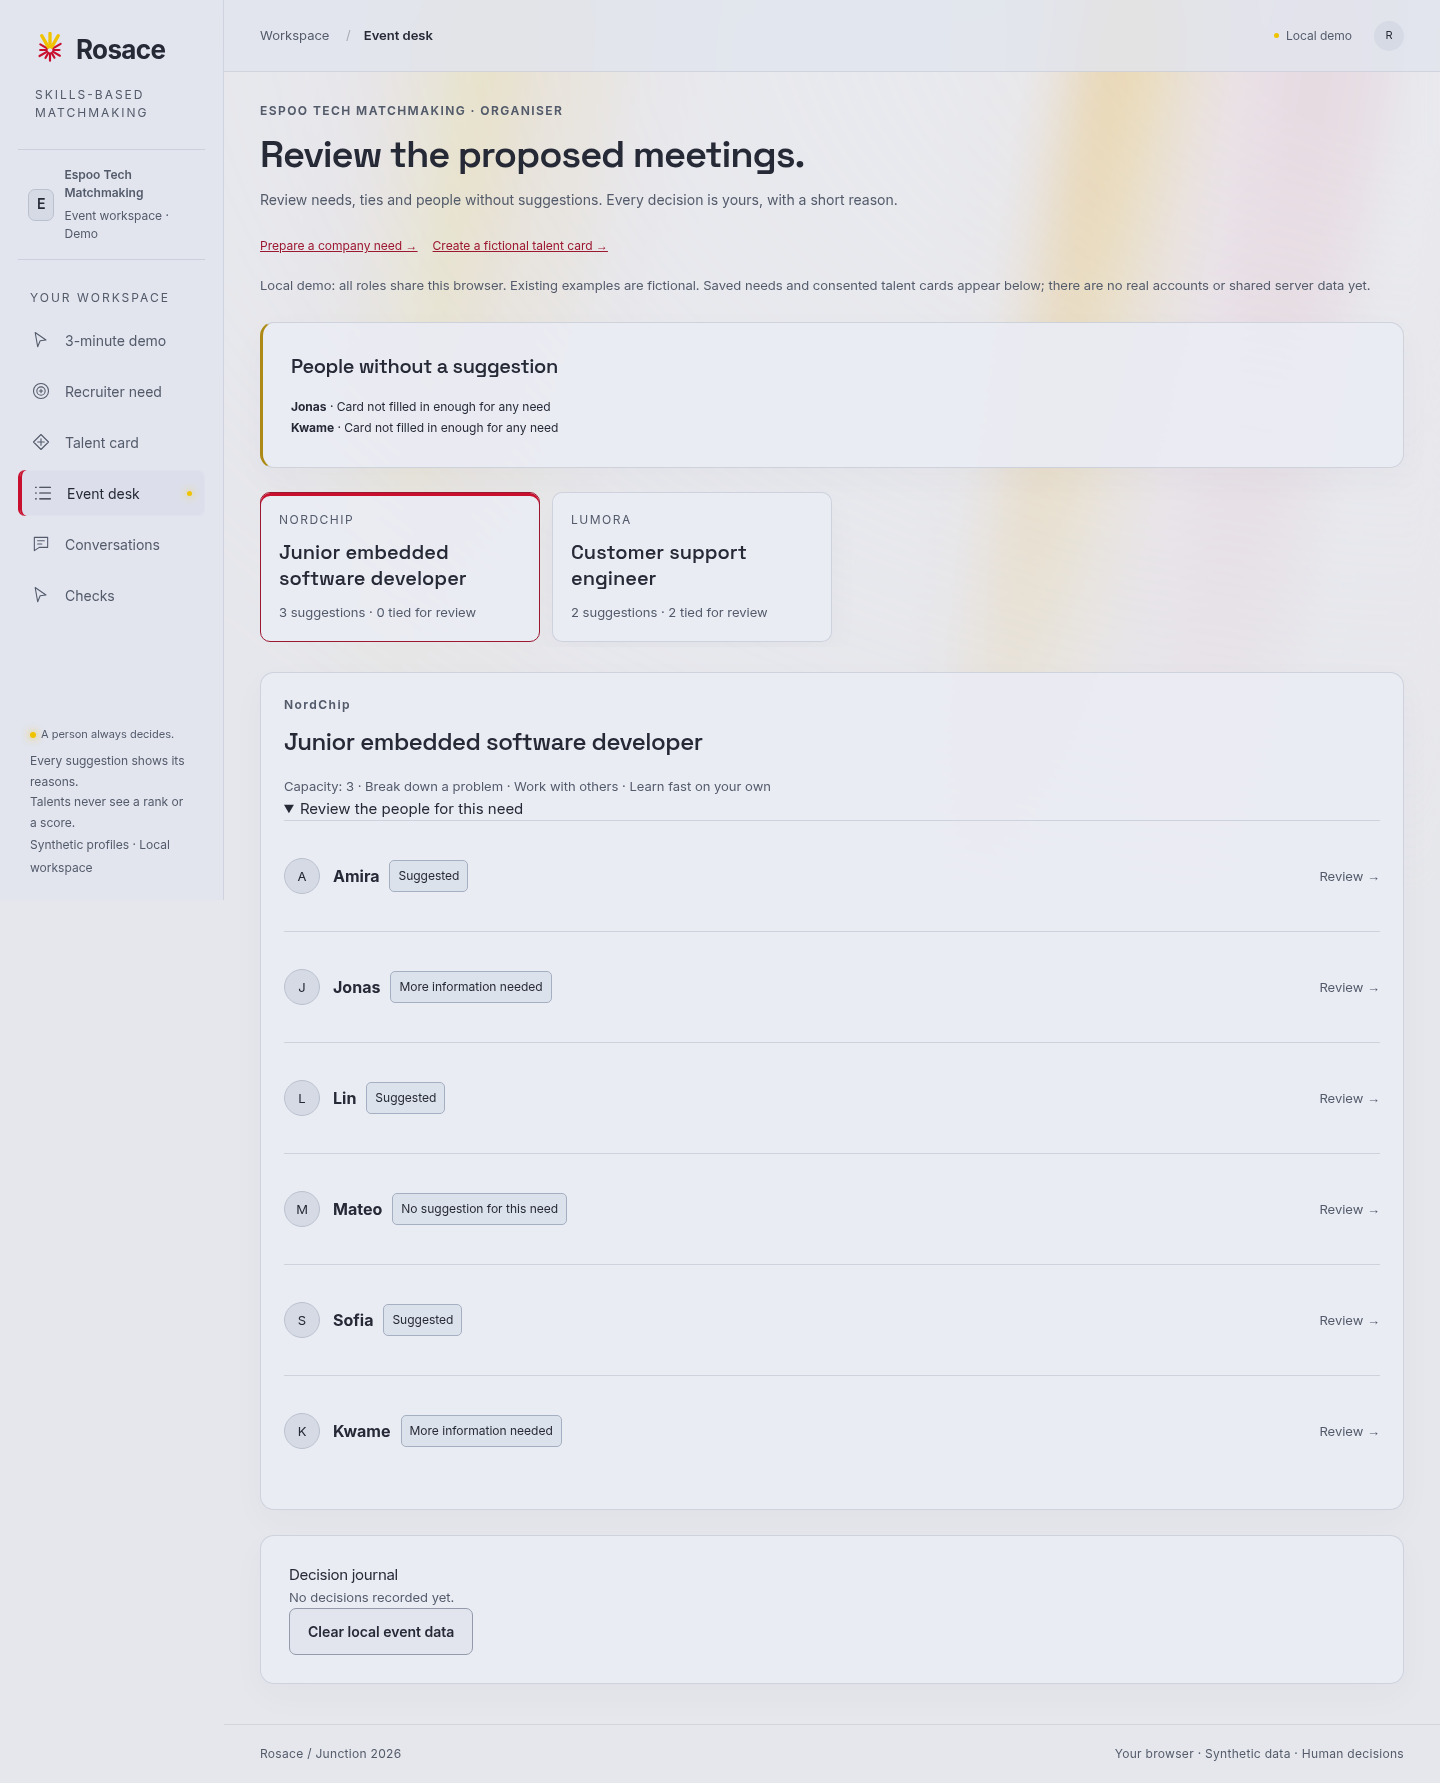 Rosace
SKILLS-BASED
MATCHMAKING
E
Espoo Tech
Matchmaking
Event workspace ·
Demo
YOUR WORKSPACE
3-minute demo
Recruiter need
Talent card
Event desk
Conversations
Checks
A person always decides.
Every suggestion shows its
reasons.
Talents never see a rank or
a score.
Synthetic profiles · Local
workspace
Workspace / Event desk
Local demo
R
ESPOO TECH MATCHMAKING · ORGANISER
Review the proposed meetings.
Review needs, ties and people without suggestions. Every decision is yours, with a short reason.
Prepare a company need → Create a fictional talent card →
Local demo: all roles share this browser. Existing examples are fictional. Saved needs and consented talent cards appear below; there are no real accounts or shared server data yet.
People without a suggestion
Jonas · Card not filled in enough for any need
Kwame · Card not filled in enough for any need
NORDCHIP
Junior embedded
software developer
3 suggestions · 0 tied for review
LUMORA
Customer support
engineer
2 suggestions · 2 tied for review
NordChip
Junior embedded software developer
Capacity: 3 · Break down a problem · Work with others · Learn fast on your own
▼ Review the people for this need
A Amira Suggested Review →
J Jonas More information needed Review →
L Lin Suggested Review →
M Mateo No suggestion for this need Review →
S Sofia Suggested Review →
K Kwame More information needed Review →
Decision journal
No decisions recorded yet.
Clear local event data
Rosace / Junction 2026
Your browser · Synthetic data · Human decisions